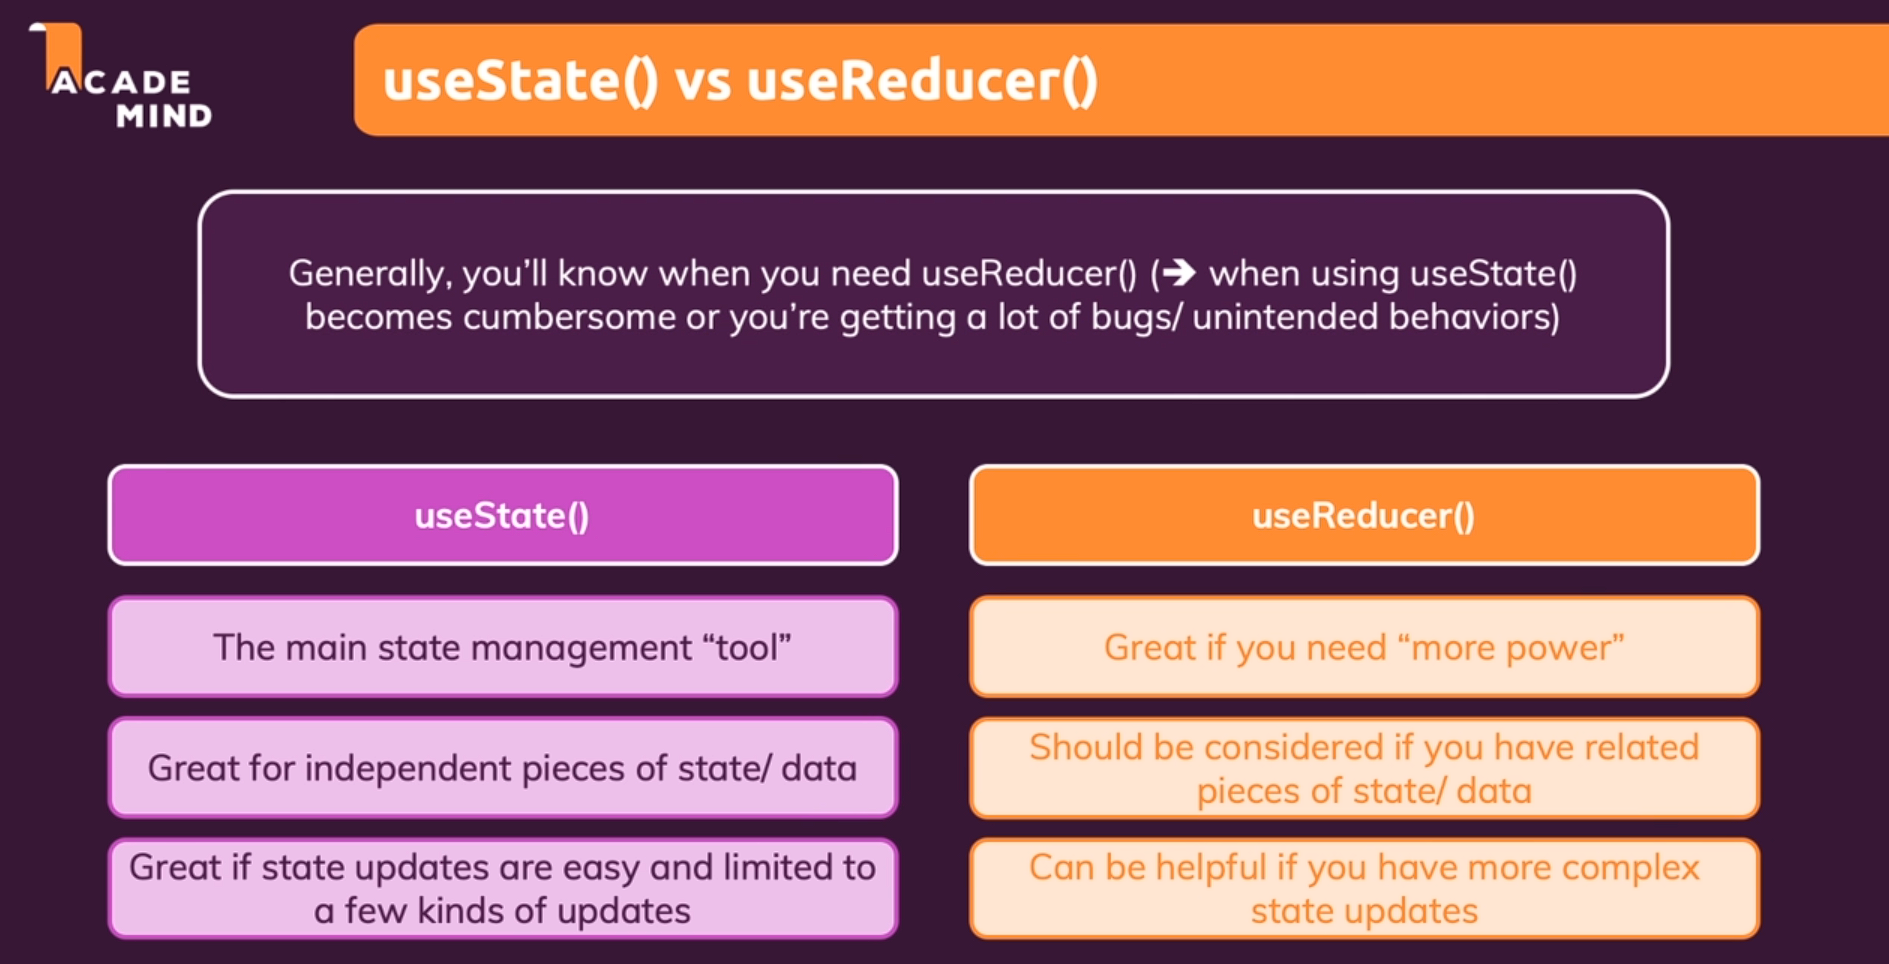 ACADE
MIND
useState() vs useReducer()
Generally, you’ll know when you need useReducer() (➔ when using useState()
becomes cumbersome or you’re getting a lot of bugs/ unintended behaviors)
useState()
useReducer()
The main state management “tool”
Great if you need “more power”
Great for independent pieces of state/ data
Should be considered if you have related
pieces of state/ data
Great if state updates are easy and limited to
a few kinds of updates
Can be helpful if you have more complex
state updates